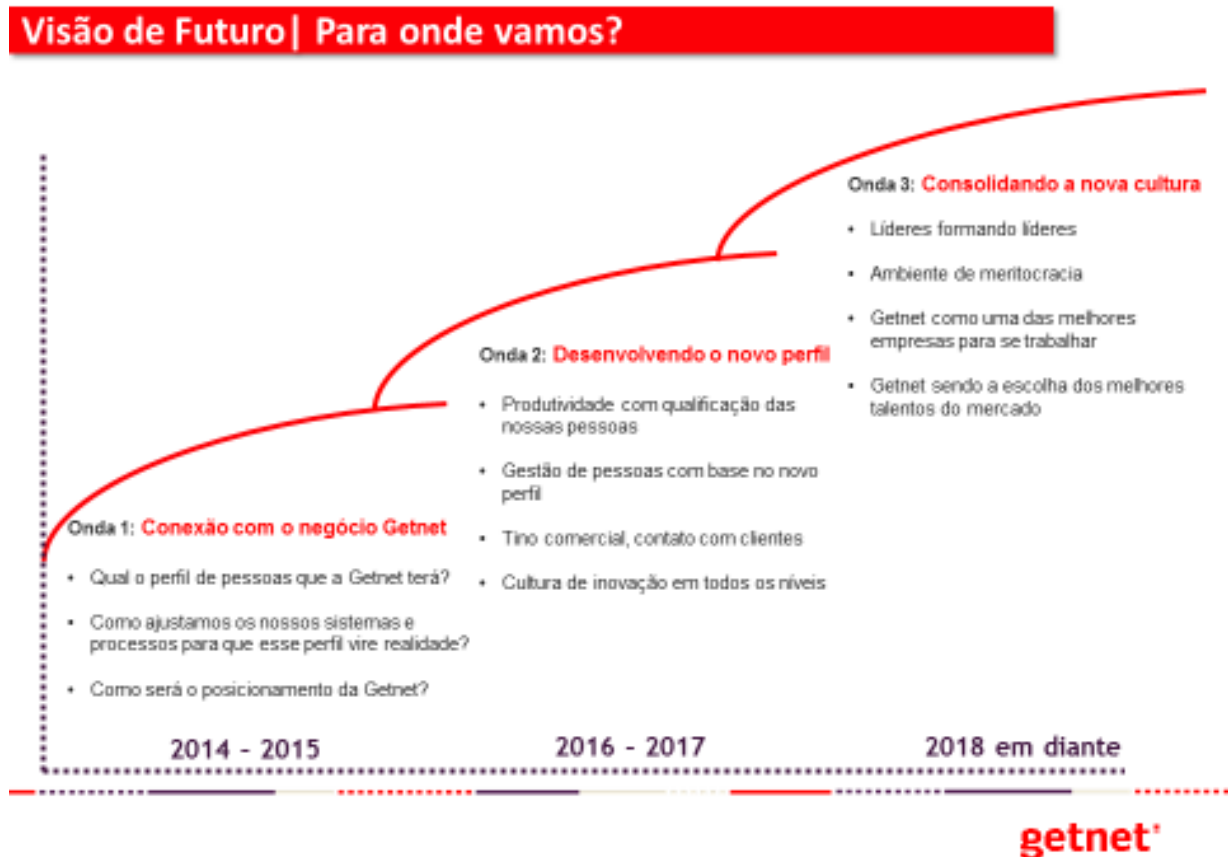 Visão de Futuro| Para onde vamos?
Onda 1: Conexão com o negócio Getnet
• Qual o perfil de pessoas que a Getnet terá?
• Como ajustamos os nossos sistemas e
processos para que esse perfil vire realidade?
• Como será o posicionamento da Getnet?
2014 – 2015
Onda 2: Desenvolvendo o novo perfil
• Produtividade com qualificação das
nossas pessoas
• Gestão de pessoas com base no novo
perfil
• Tino comercial, contato com clientes
• Cultura de inovação em todos os níveis
2016 – 2017
Onda 3: Consolidando a nova cultura
• Líderes formando líderes
• Ambiente de meritocracia
• Getnet como uma das melhores
empresas para se trabalhar
• Getnet sendo a escolha dos melhores
talentos do mercado
2018 em diante
getnet